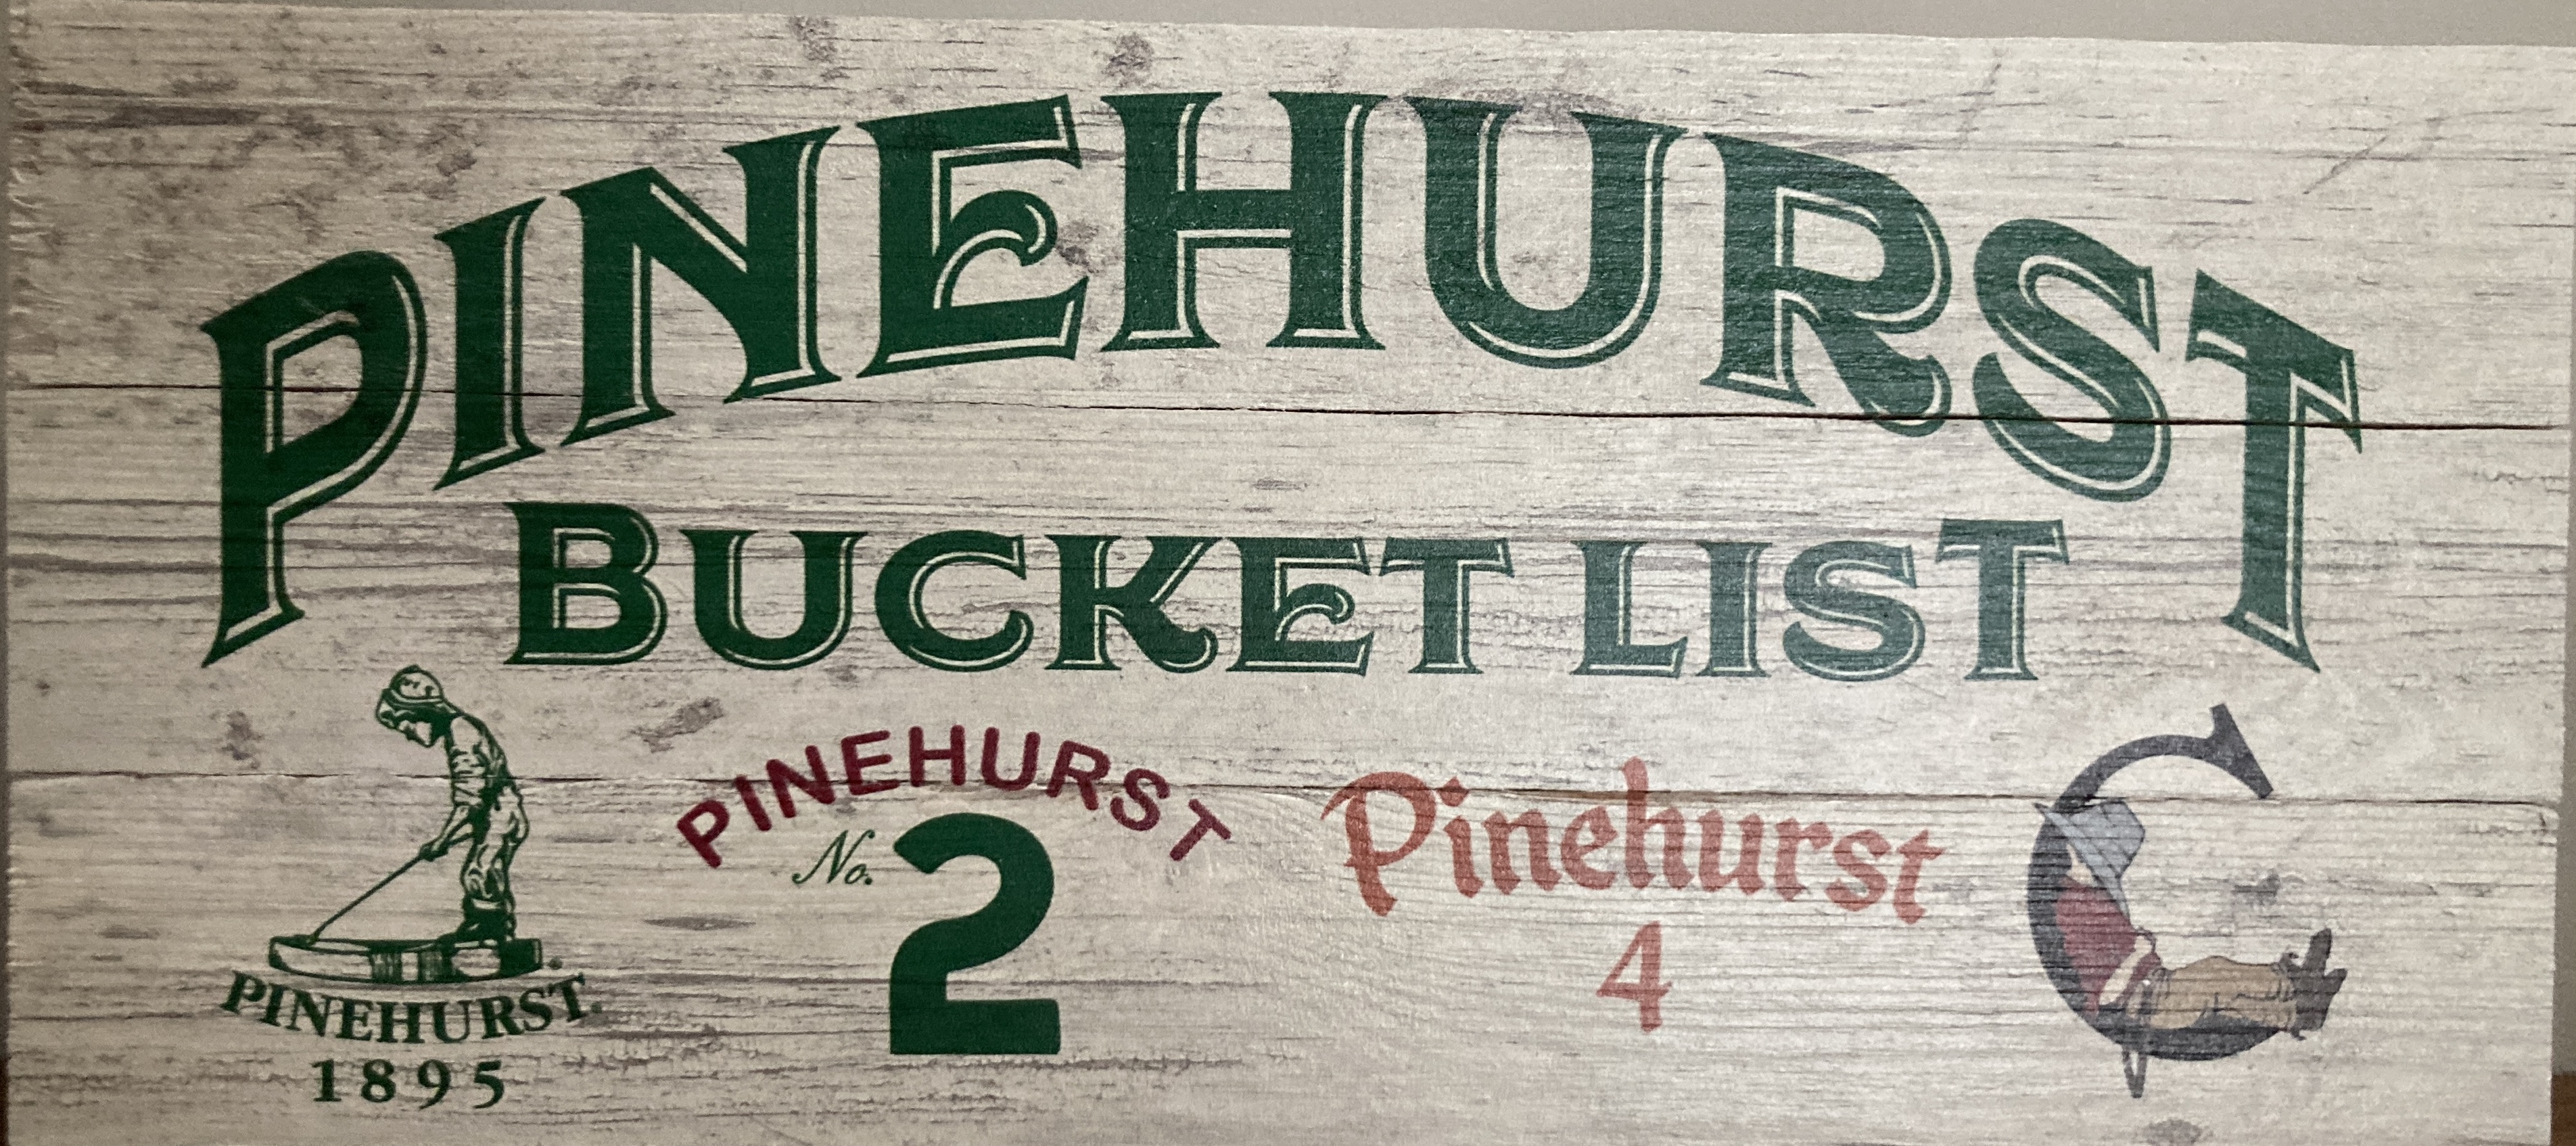 PINEHURST
BUCKET LIST
PINEHURST
1895
PINEHURST
No. 2
Pinehurst
4
C